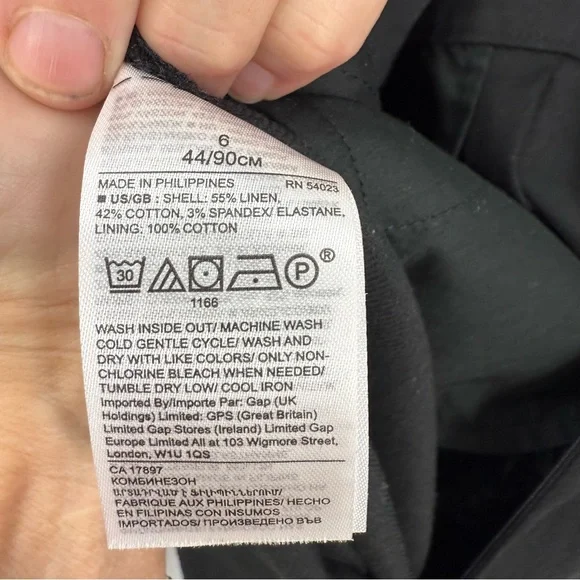 6
44/90CM
MADE IN PHILIPPINES RN 54023
■ US/GB : SHELL: 55% LINEN,
42% COTTON, 3% SPANDEX/ ELASTANE,
LINING: 100% COTTON
30 P®
1166
WASH INSIDE OUT/ MACHINE WASH
COLD GENTLE CYCLE/ WASH AND
DRY WITH LIKE COLORS/ ONLY NON-
CHLORINE BLEACH WHEN NEEDED/
TUMBLE DRY LOW/ COOL IRON
Imported By/Importe Par: Gap (UK
Holdings) Limited: GPS (Great Britain)
Limited Gap Stores (Ireland) Limited Gap
Europe Limited All at 103 Wigmore Street,
London, W1U 1QS
CA 17897
КОМБИНЕЗОН
ԱՐՏԱԴՐՎԱԾ Է ՖԻԼԻՊԻՆՆԵՐՈՒՄ/
FABRIQUE AUX PHILIPPINES/ HECHO
EN FILIPINAS CON INSUMOS/ ПРОИЗВЕДЕНО ВЪВ